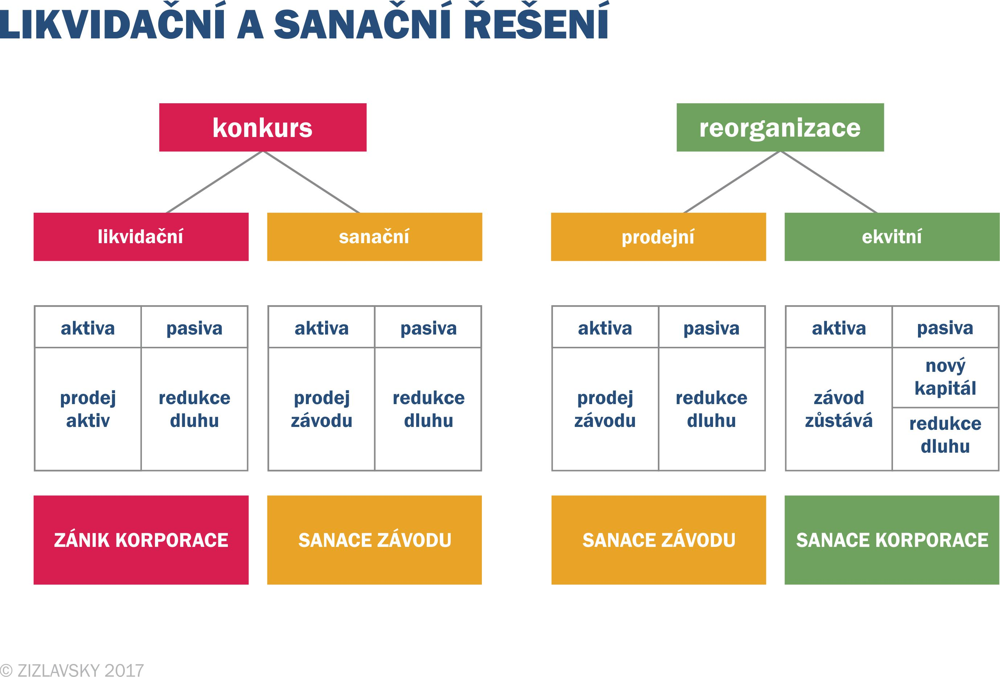 LIKVIDAČNÍ A SANAČNÍ ŘEŠENÍ
konkurs
reorganizace
likvidační
sanační
prodejní
ekvitní
aktiva
pasiva
prodej
aktiv
redukce
dluhu
aktiva
pasiva
prodej
závodu
redukce
dluhu
aktiva
pasiva
prodej
závodu
redukce
dluhu
aktiva
pasiva
závod
zůstává
nový
kapitál
redukce
dluhu
ZÁNIK KORPORACE
SANACE ZÁVODU
SANACE ZÁVODU
SANACE KORPORACE
© ZIZLAVSKY 2017